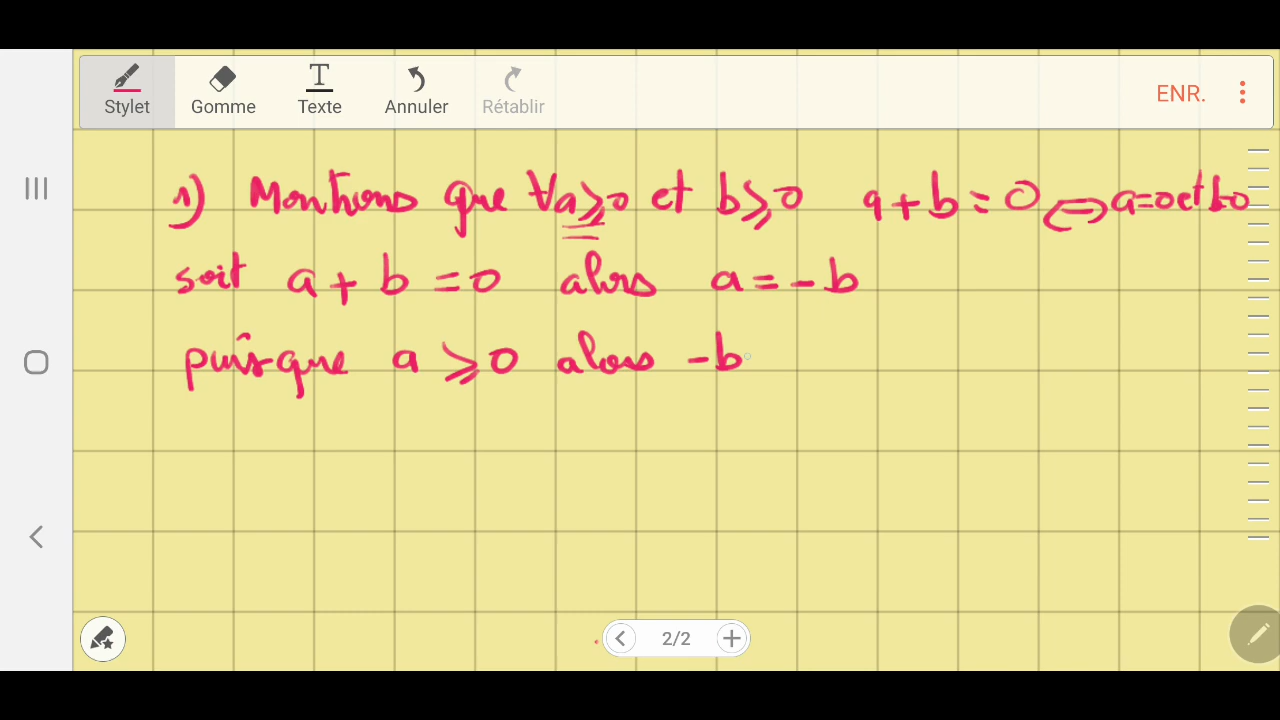 Stylet Gomme Texte Annuler Rétablir ENR.
1) Montrons que ∀a⩾0 et b⩾0 a+b=0 ⇔ a=0 et b=0
soit a+b=0 alors a=-b
puisque a⩾0 alors -b
2/2